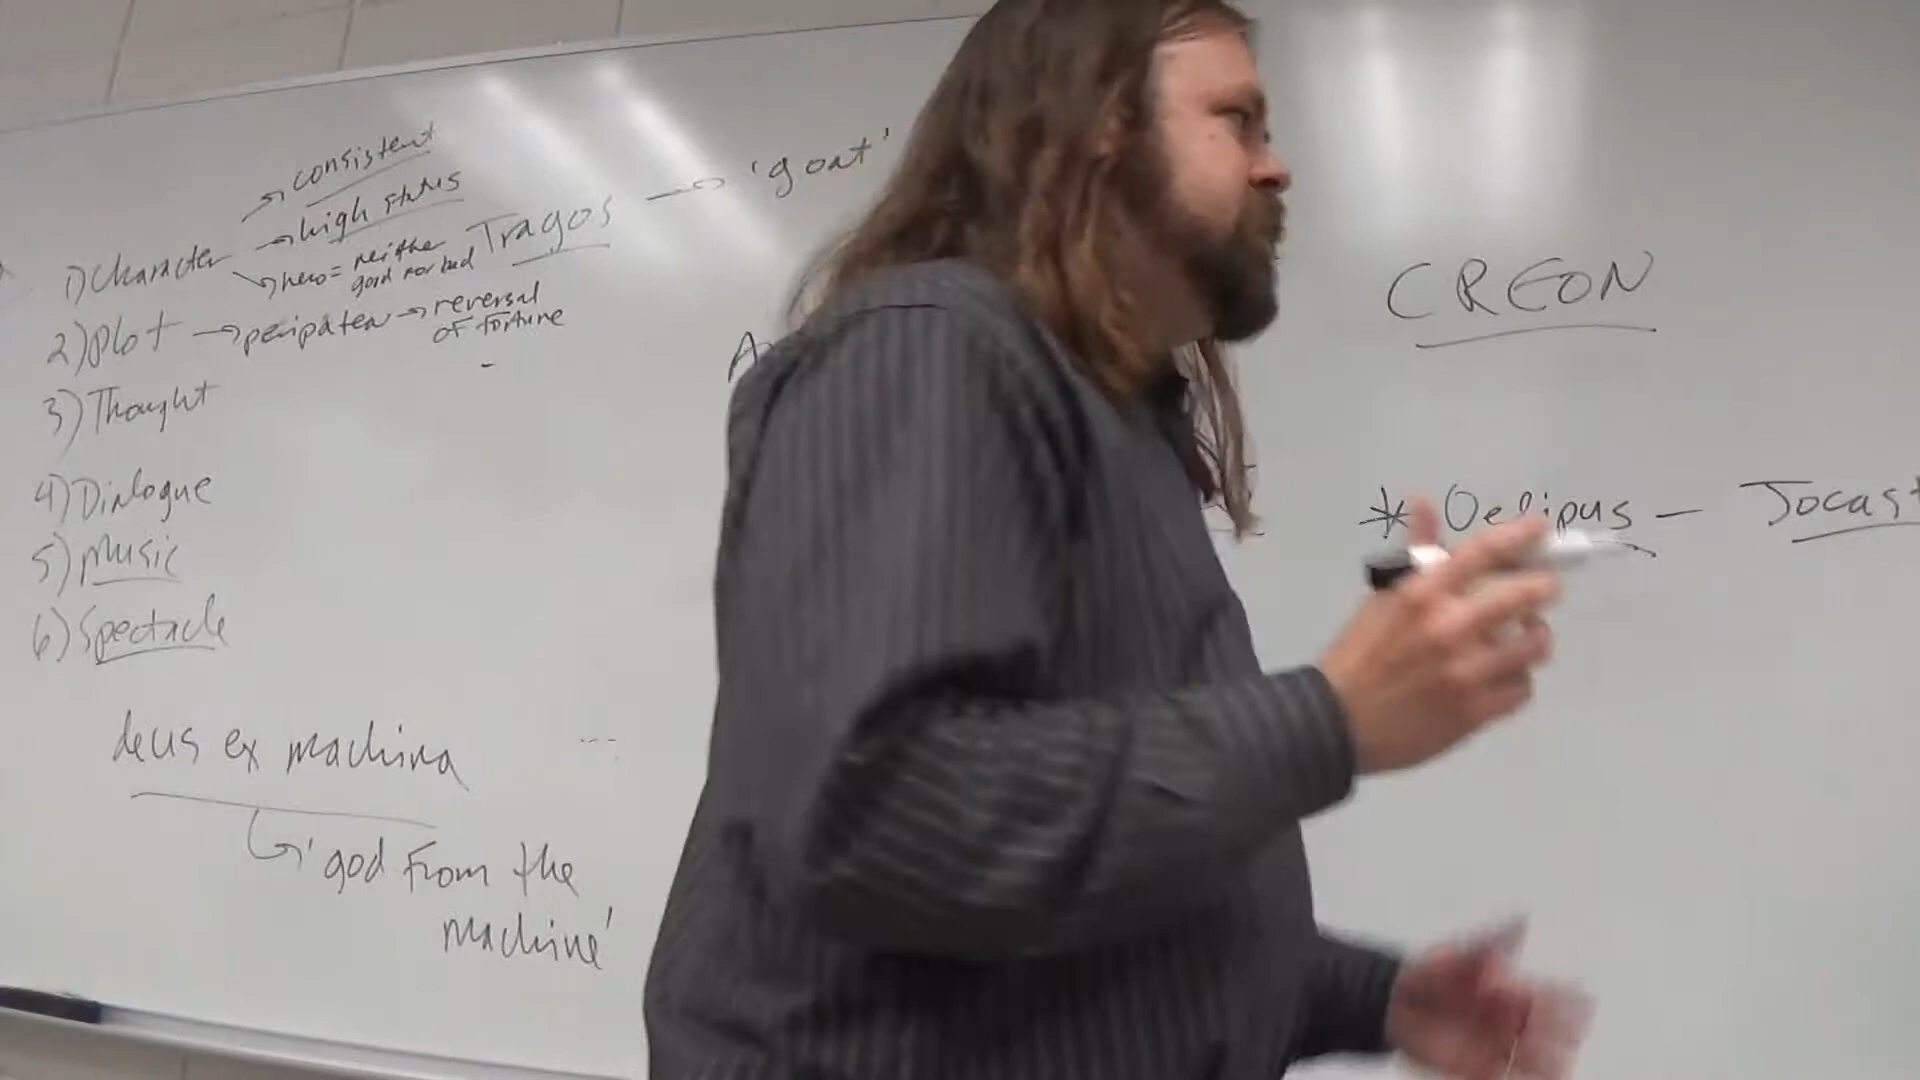 consistent
high status
1) Character
hero = neither
good nor bad
Tragos
'goat'
2) Plot
peripatea
reversal
of fortune
3) Thought
4) Dialogue
5) Music
6) Spectacle
deus ex machina
'god from the
machine'
CREON
* Oedipus — Jocast